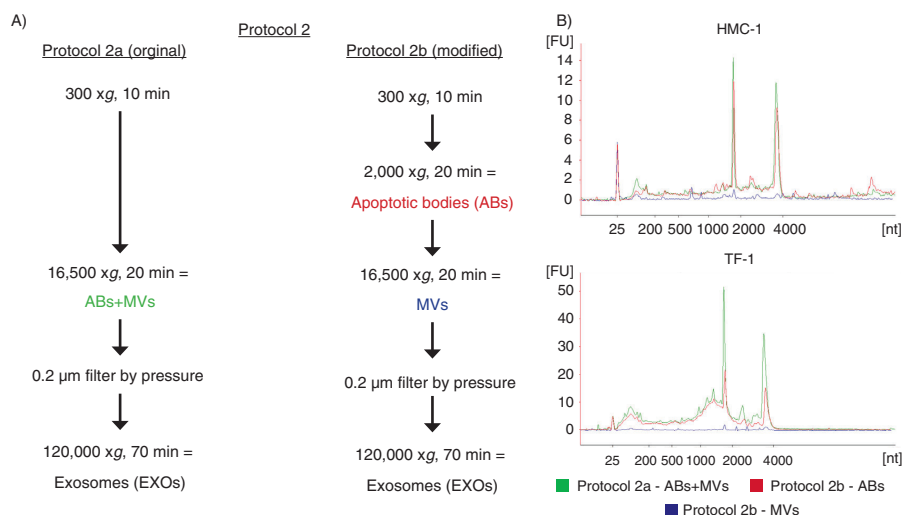 A)
Protocol 2
Protocol 2a (orginal)
300 xg, 10 min
16,500 xg, 20 min =
ABs+MVs
0.2 µm filter by pressure
120,000 xg, 70 min =
Exosomes (EXOs)
Protocol 2b (modified)
300 xg, 10 min
2,000 xg, 20 min =
Apoptotic bodies (ABs)
16,500 xg, 20 min =
MVs
0.2 µm filter by pressure
120,000 xg, 70 min =
Exosomes (EXOs)
B)
HMC-1
[FU]
14
12
10
8
6
4
2
0
25 200 500 1000 2000 4000 [nt]
TF-1
[FU]
50
40
30
20
10
0
25 200 500 1000 2000 4000 [nt]
Protocol 2a - ABs+MVs Protocol 2b - ABs
Protocol 2b - MVs